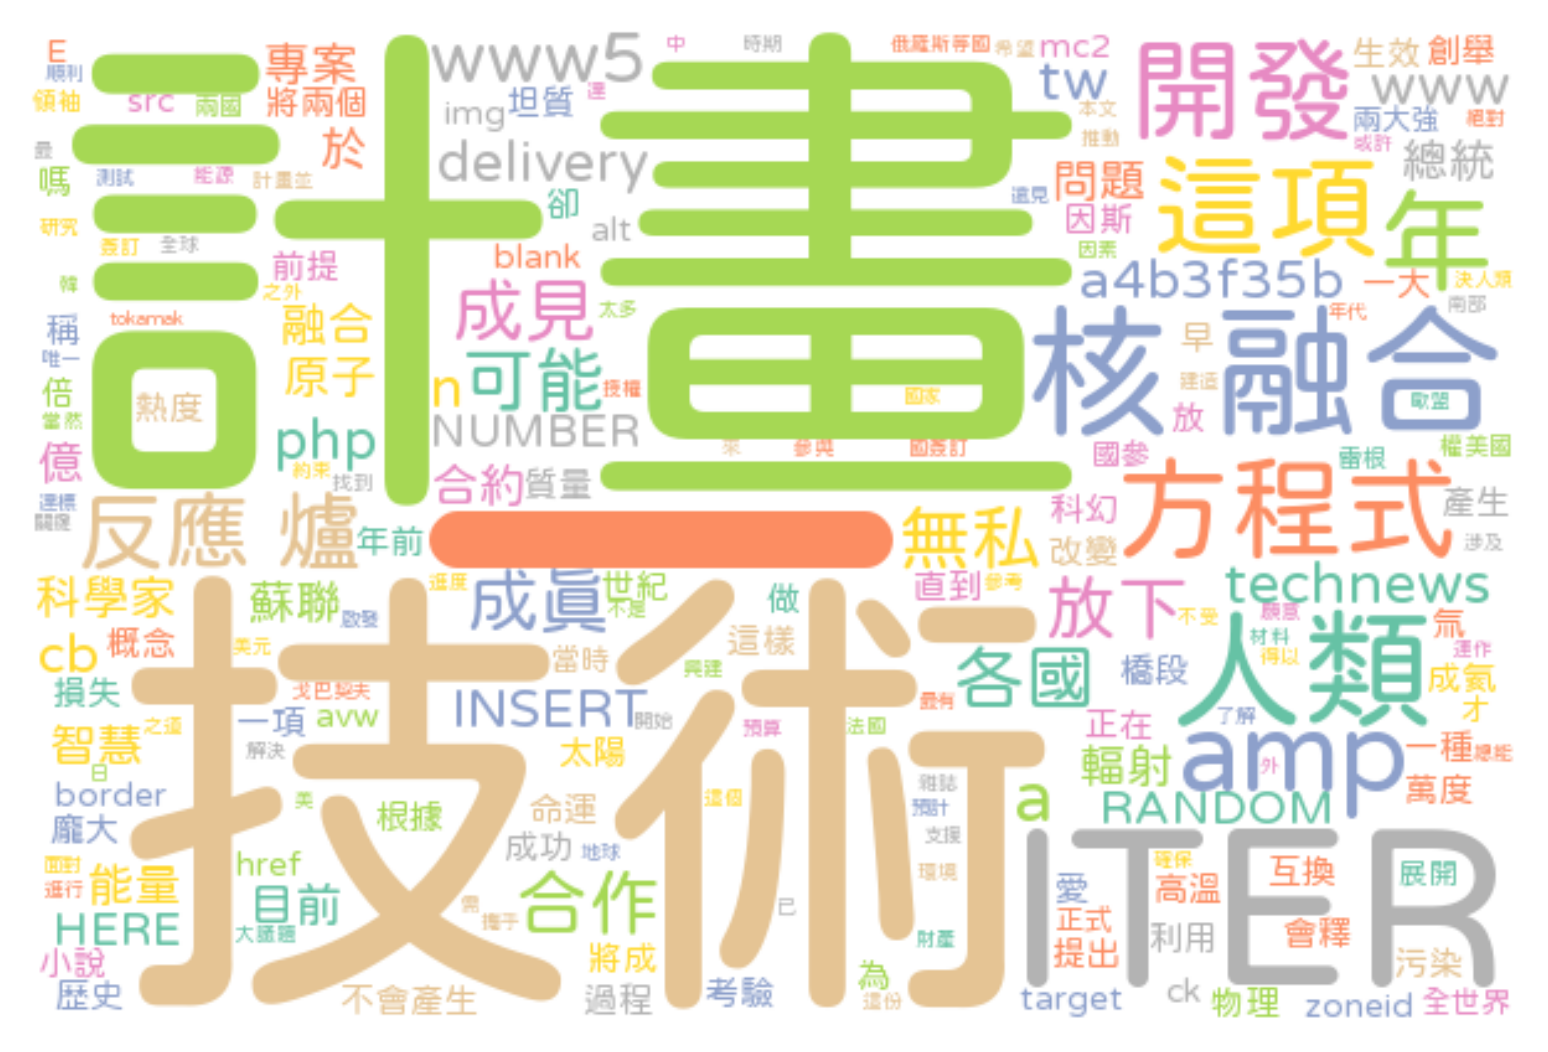 計畫
技術
一
ITER
核融合
開發
這項
年
方程式
人類
amp
反應爐
放下
成真
成見
可能
無私
各國
合作
www5
delivery
img
坦質
中
時期
俄羅斯等國
希望
mc2
tw
本文
推動
生效
創舉
www
兩大強
絕對
或許
總統
問題
因斯
遠見
因素
a4b3f35b
一大
決人類
南部
年代
早
建造
放
國參
雷根
歐盟
權美國
產生
涉及
科幻
改變
直到
參考
technews
不受
願意
材料
得以
氘
運作
成氦
才
橋段
了解
正在
輻射
外
一種
總能
萬度
a
RANDOM
確保
高溫
互換
展開
愛
正式
提出
利用
會釋
污染
target
ck
物理
zoneid
全世界
E
順利
領袖
src
兩國
專案
將兩個
於
最
嗎
測試
能源
計畫並
研究
簽訂
全球
韓
前提
之外
稱
tokamak
融合
唯一
原子
倍
當然
熱度
億
php
約束
找到
達標
關鍵
年前
卻
alt
blank
太多
n
授權
NUMBER
合約
質量
國家
來
參與
國簽訂
達
科學家
蘇聯
啟發
進度
世紀
不是
做
這樣
當時
興建
cb
概念
美元
損失
戈巴契夫
一項
avw
INSERT
開始
最有
預算
法國
智慧
之道
解決
日
太陽
border
龐大
美
根據
命運
這個
雜誌
預計
支援
環境
成功
地球
面對
進行
能量
href
目前
HERE
大議題
需
攜手
已
財產
小說
歷史
不會產生
將成
過程
考驗
為
這份